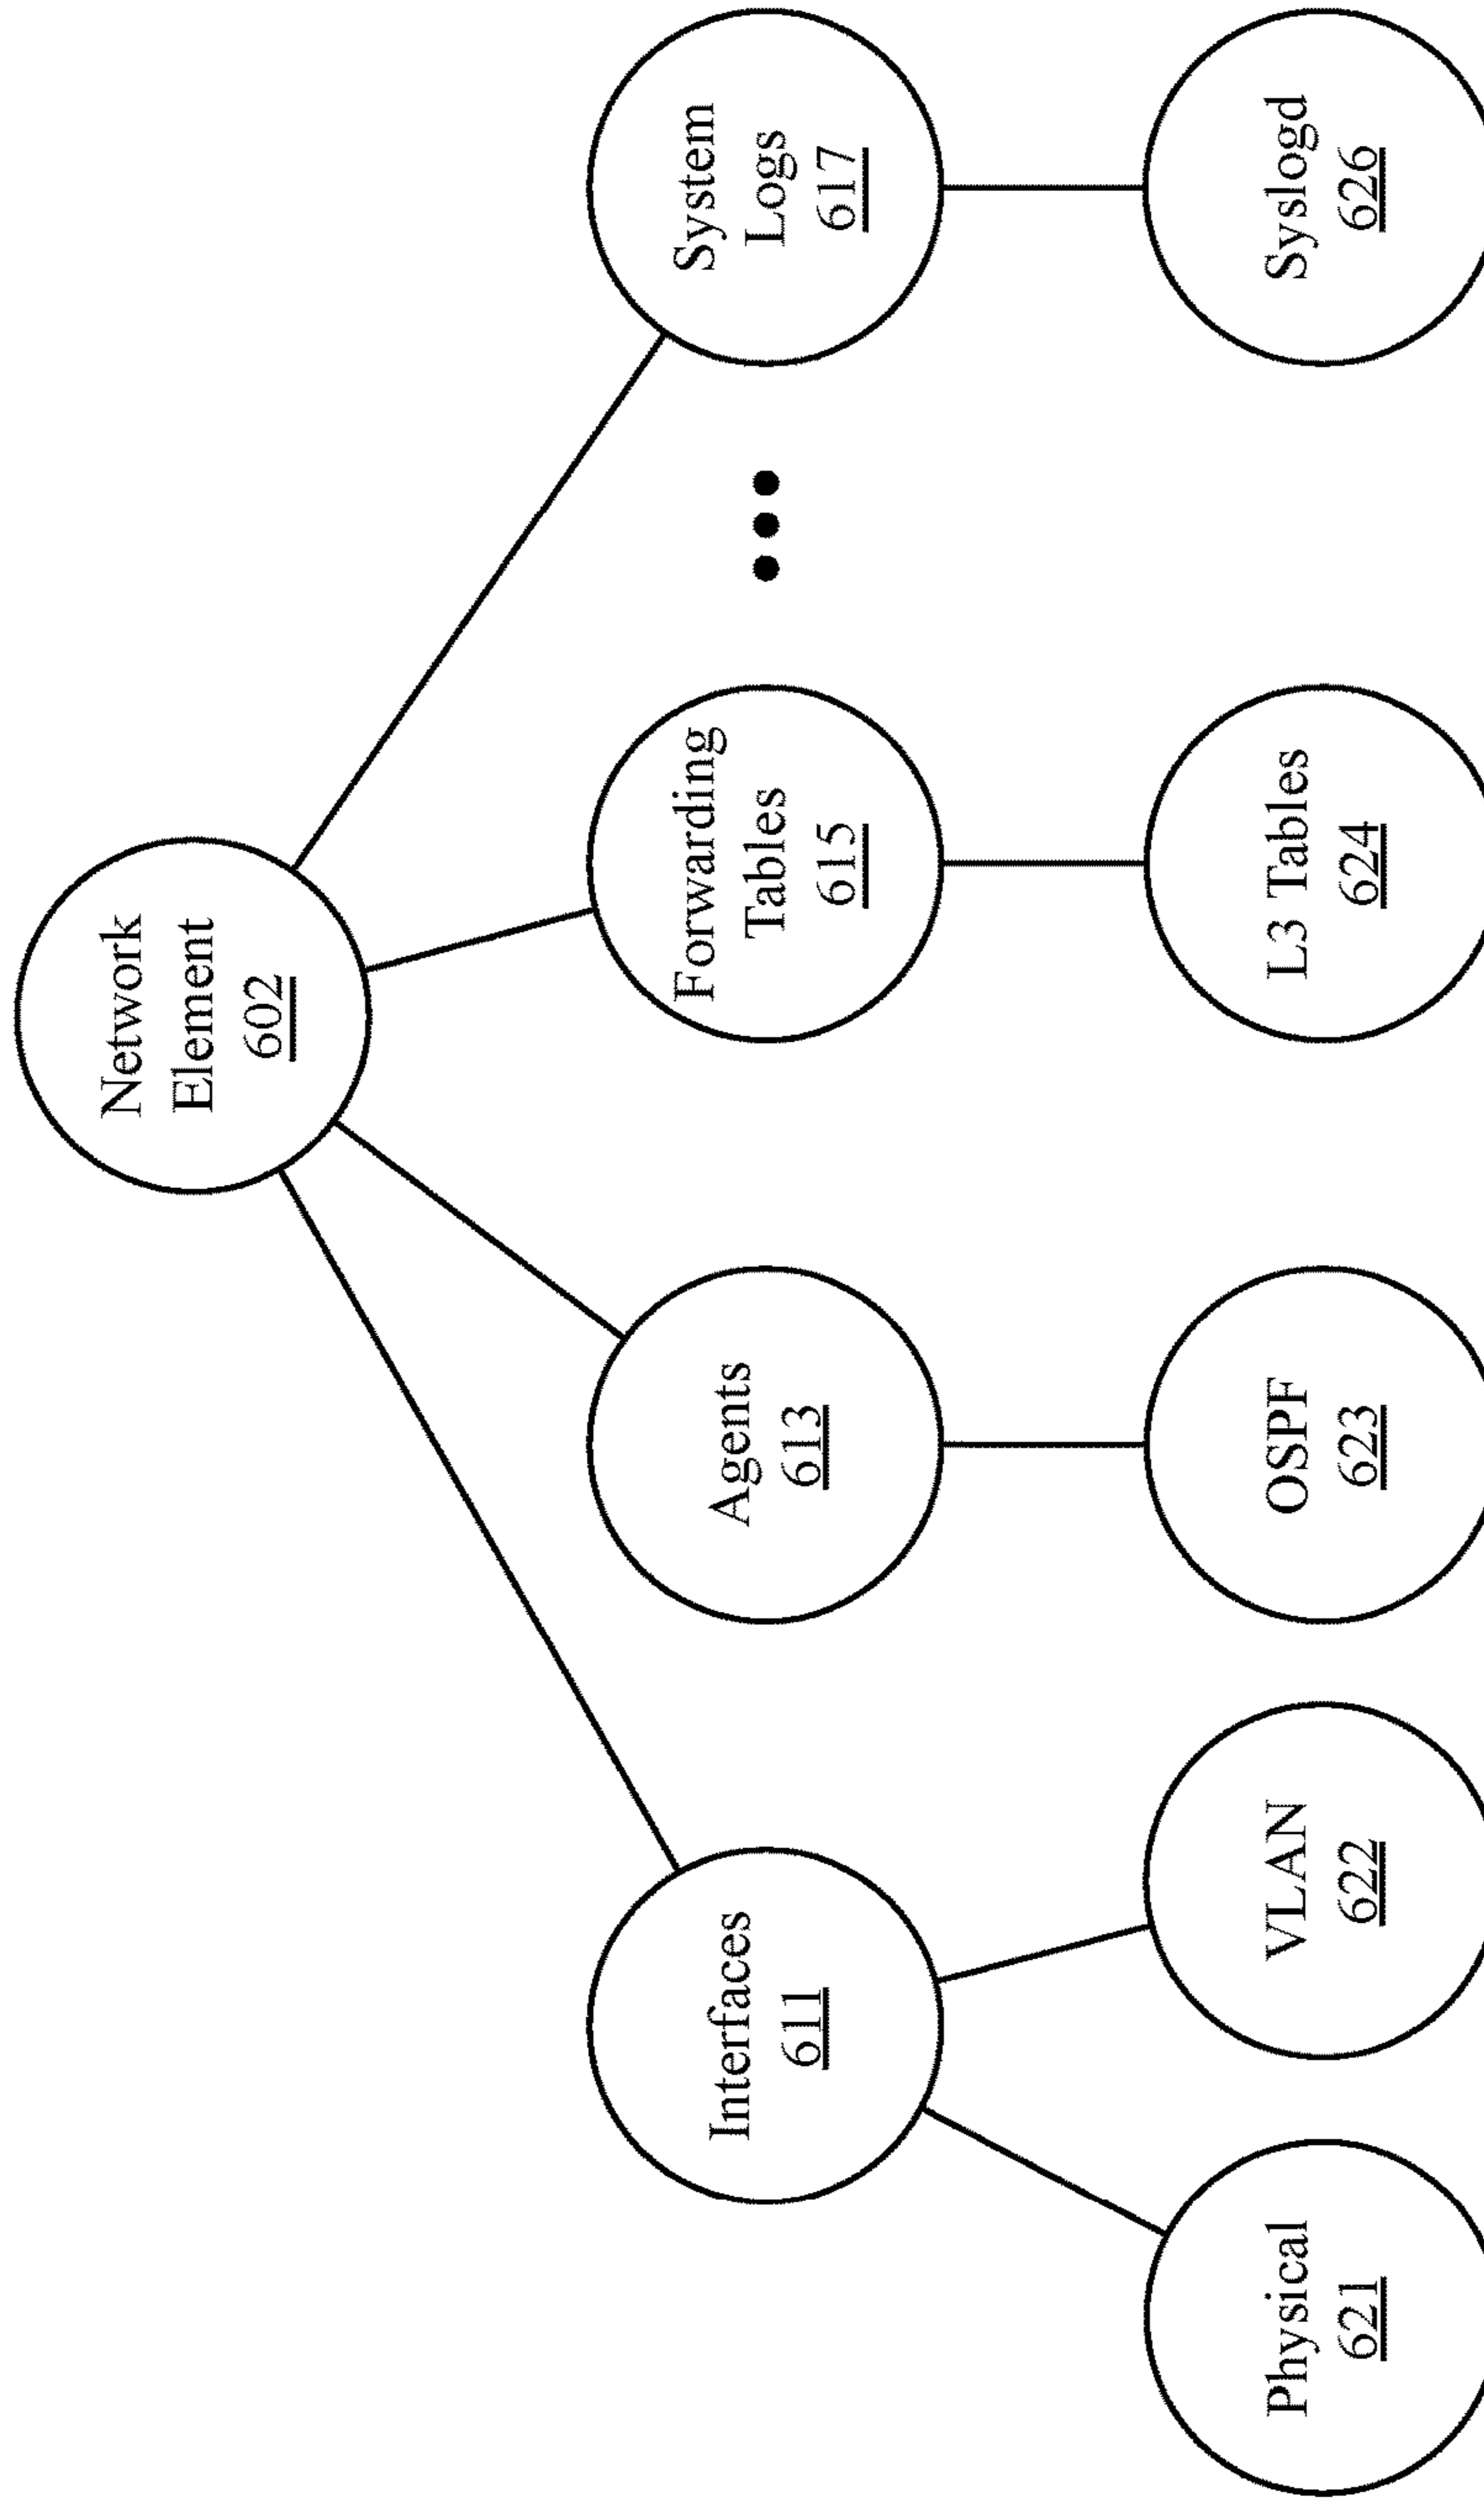 Network
Element
602
Interfaces
611
Agents
613
Forwarding
Tables
615
System
Logs
617
Physical
621
VLAN
622
OSPF
623
L3 Tables
624
Syslogd
626